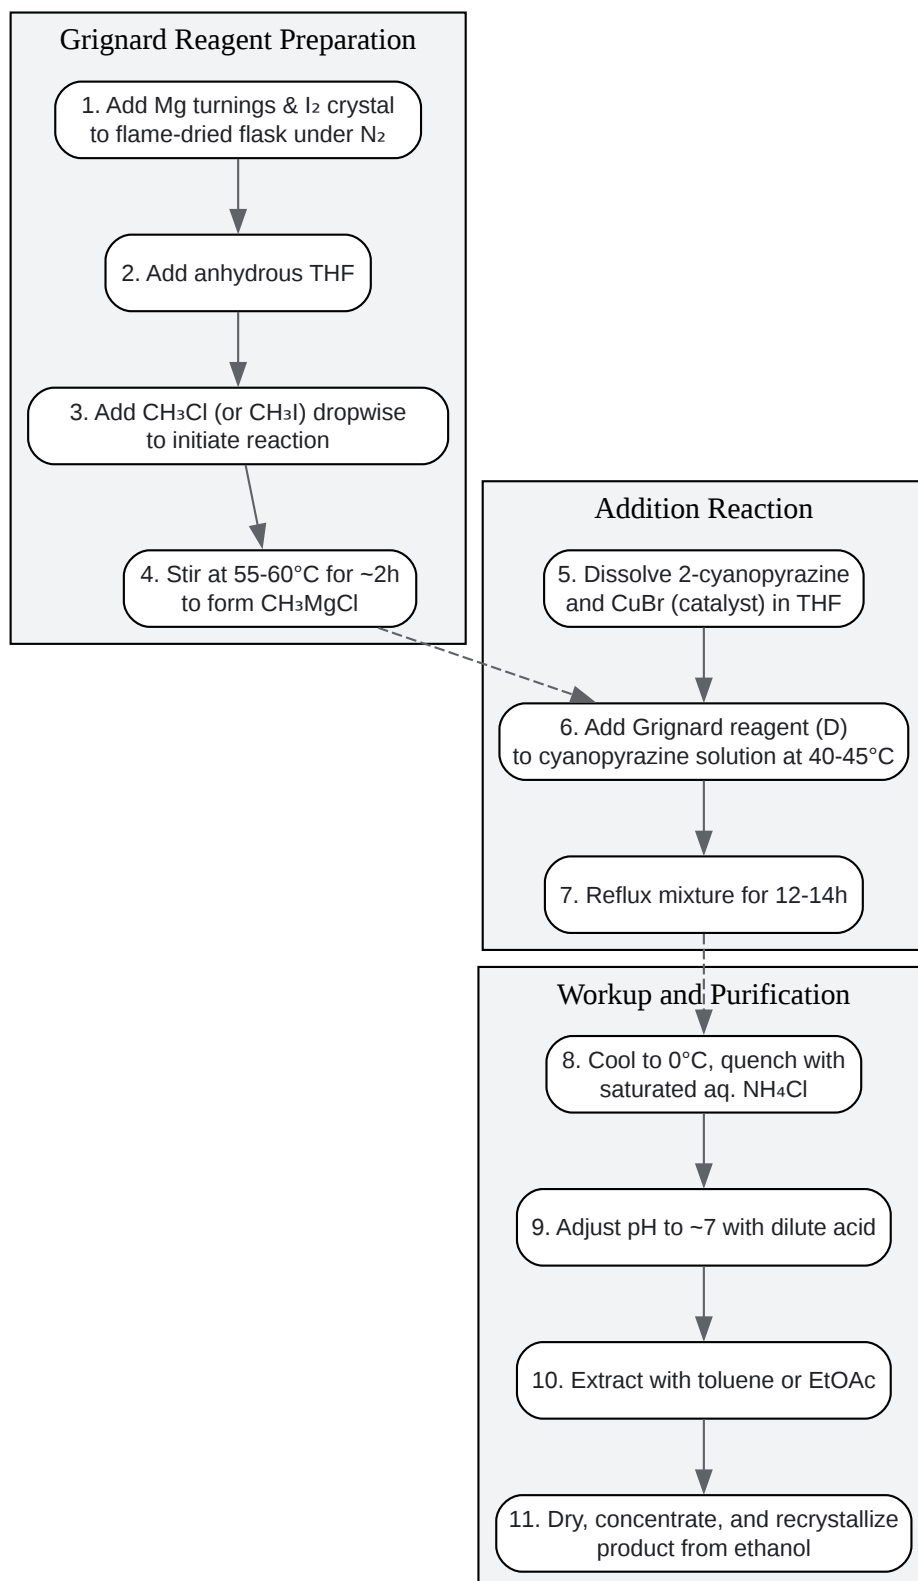 Grignard Reagent Preparation
1. Add Mg turnings & I₂ crystal
to flame-dried flask under N₂
2. Add anhydrous THF
3. Add CH₃Cl (or CH₃I) dropwise
to initiate reaction
4. Stir at 55-60°C for ~2h
to form CH₃MgCl
Addition Reaction
5. Dissolve 2-cyanopyrazine
and CuBr (catalyst) in THF
6. Add Grignard reagent (D)
to cyanopyrazine solution at 40-45°C
7. Reflux mixture for 12-14h
Workup and Purification
8. Cool to 0°C, quench with
saturated aq. NH₄Cl
9. Adjust pH to ~7 with dilute acid
10. Extract with toluene or EtOAc
11. Dry, concentrate, and recrystallize
product from ethanol